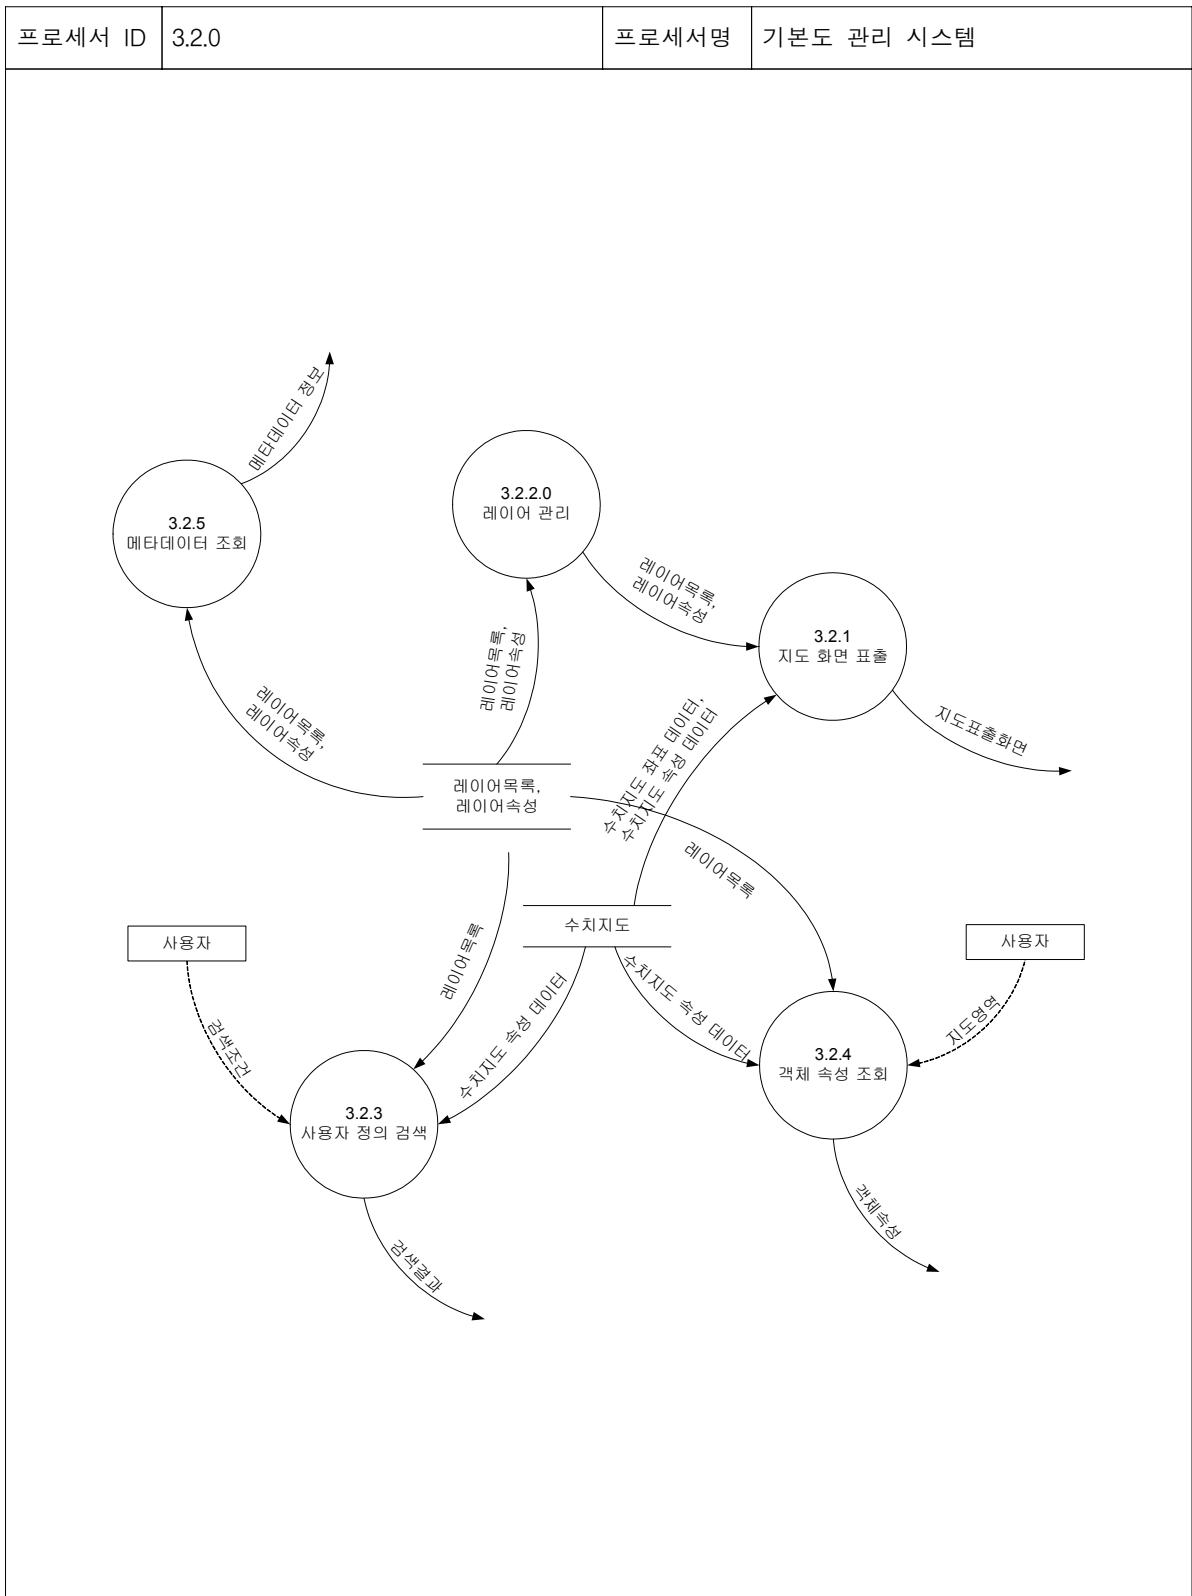 프로세서 ID
3.2.0
프로세서명
기본도 관리 시스템
메타데이터 정보
3.2.5
메타데이터 조회
3.2.2.0
레이어 관리
레이어목록,
레이어속성
3.2.1
지도 화면 표출
레이어목록,
레이어속성
레이어목록,
레이어속성
지도표출화면
수치지도 좌표 데이터,
수치지도 속성 데이터
레이어목록,
레이어속성
레이어목록
수치지도
사용자
사용자
레이어목록
수치지도 속성 데이터
수치지도 속성 데이터
검색조건
지도영역
3.2.4
객체 속성 조회
3.2.3
사용자 정의 검색
객체속성
검색결과